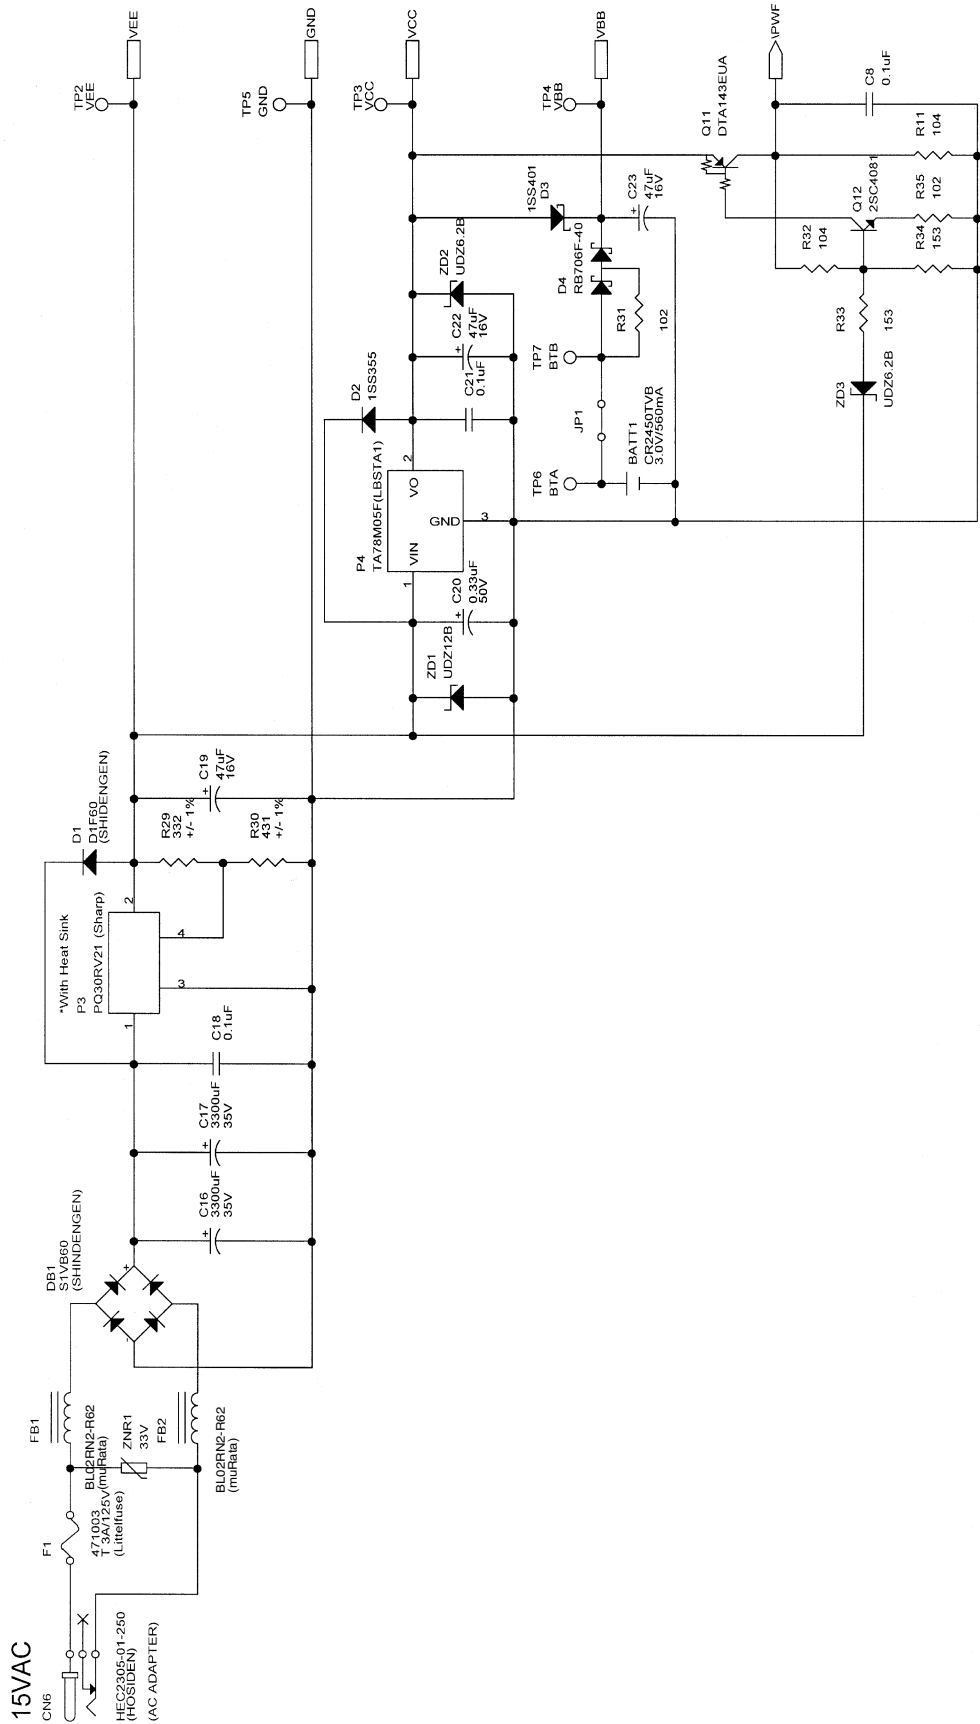 15VAC
CN6
HEC2305-01-250
(HOSIDEN)
(AC ADAPTER)
F1
471003
T 3A/125V
(Littelfuse)
FB1
BL02RN2-R62
(muRata)
ZNR1
33V
FB2
BL02RN2-R62
(muRata)
DB1
S1VB60
(SHINDENGEN)
+
-
C16
3300uF
35V
+
C17
3300uF
35V
+
C18
0.1uF
*With Heat Sink
P3
PQ30RV21 (Sharp)
1
2
3
4
D1
D1F60
(SHIDENGEN)
R29
332
+/- 1%
R30
431
+/- 1%
C19
47uF
16V
+
TP2
VEE
VEE
TP5
GND
GND
ZD1
UDZ12B
C20
0.33uF
50V
+
P4
TA78M05F(LBSTA1)
VIN
VO
GND
1
2
3
D2
1SS355
C21
0.1uF
C22
47uF
16V
+
ZD2
UDZ6.2B
TP3
VCC
VCC
TP6
BTA
JP1
TP7
BTB
BATT1
CR2450TVB
3.0V/560mA
D4
RB706F-40
R31
102
1SS401
D3
C23
47uF
16V
+
TP4
VBB
VBB
ZD3
UDZ6.2B
R33
153
R32
104
R34
153
Q12
2SC4081
R35
102
R11
104
Q11
DTA143EUA
C8
0.1uF
\PWF